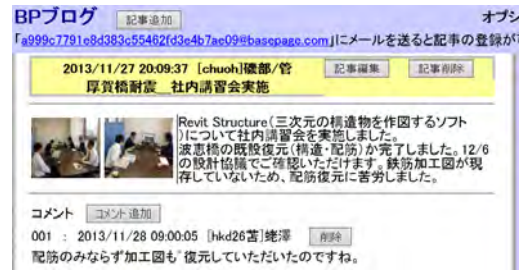 BPブログ 記事追加 オプシ
「a999c7791e8d383c55462fd3e4b7ae09@basepage.com」にメールを送ると記事の登録が
2013/11/27 20:09:37 [chuoh]磯部/管 記事編集 記事削除
厚賀橋耐震__社内講習会実施
Revit Structure(三次元の構造物を作図するソフト
)について社内講習会を実施しました。
波恵橋の既設復元(構造・配筋)が完了しました。12/6
の設計協議でご確認いただけます。鉄筋加工図が現
存していないため、配筋復元に苦労しました。
コメント コメント追加
001 : 2013/11/28 09:00:05 [hkd26苫]蛯澤 削除
配筋のみならず加工図も゛復元していただいたのですね。